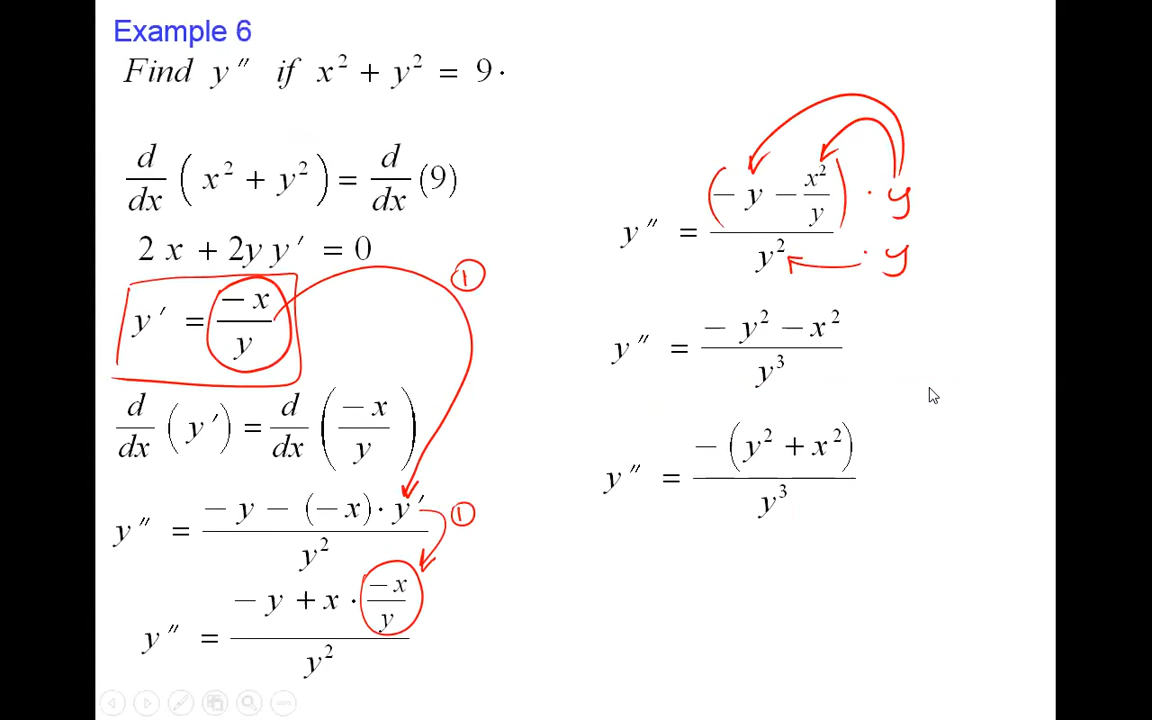 Example 6
Find y″ if x² + y² = 9.
d/dx (x² + y²) = d/dx (9)
2x + 2y y′ = 0
y′ = −x/y
①
d/dx (y′) = d/dx (−x/y)
y″ = (−y − (−x)·y′)/y²
①
y″ = (−y + x · −x/y)/y²
y″ = (−y − x²/y) · y / y² · y
y″ = (−y² − x²)/y³
y″ = −(y² + x²)/y³